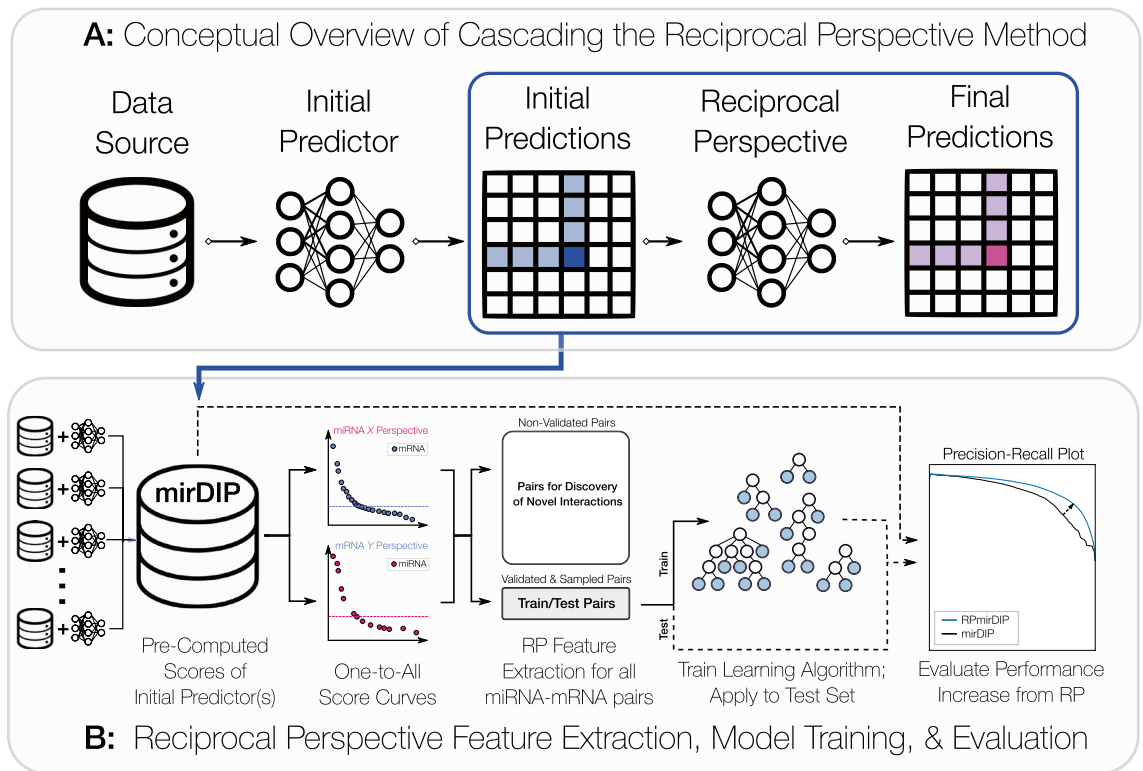 A: Conceptual Overview of Cascading the Reciprocal Perspective Method
Data
Source
Initial
Predictor
Initial
Predictions
Reciprocal
Perspective
Final
Predictions
+
+
+
+
mirDIP
Pre-Computed
Scores of
Initial Predictor(s)
miRNA X Perspective
mRNA
mRNA Y Perspective
miRNA
One-to-All
Score Curves
Non-Validated Pairs
Pairs for Discovery
of Novel Interactions
Validated & Sampled Pairs
Train/Test Pairs
RP Feature
Extraction for all
miRNA-mRNA pairs
Train
Test
Train Learning Algorithm;
Apply to Test Set
Precision-Recall Plot
RPmirDIP
mirDIP
Evaluate Performance
Increase from RP
B: Reciprocal Perspective Feature Extraction, Model Training, & Evaluation